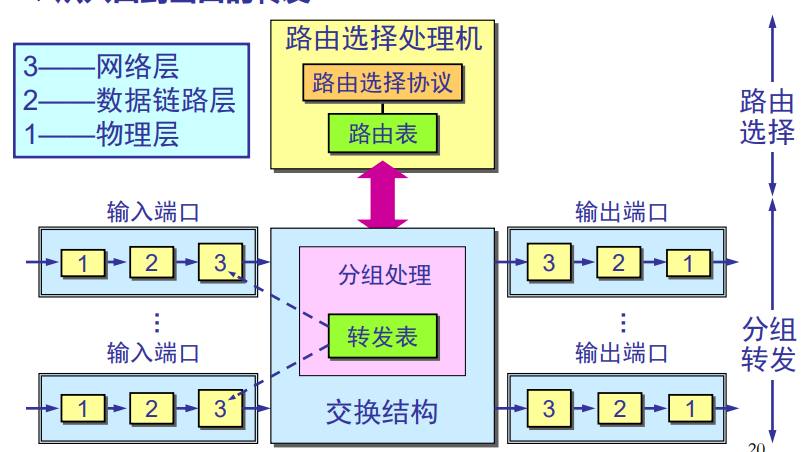 路由选择处理机
路由选择协议
路由表
3——网络层
2——数据链路层
1——物理层
路由
选择
输入端口
输出端口
1 2 3
3 2 1
分组处理
转发表
交换结构
⋮
⋮
输入端口
输出端口
1 2 3
3 2 1
分组
转发
20